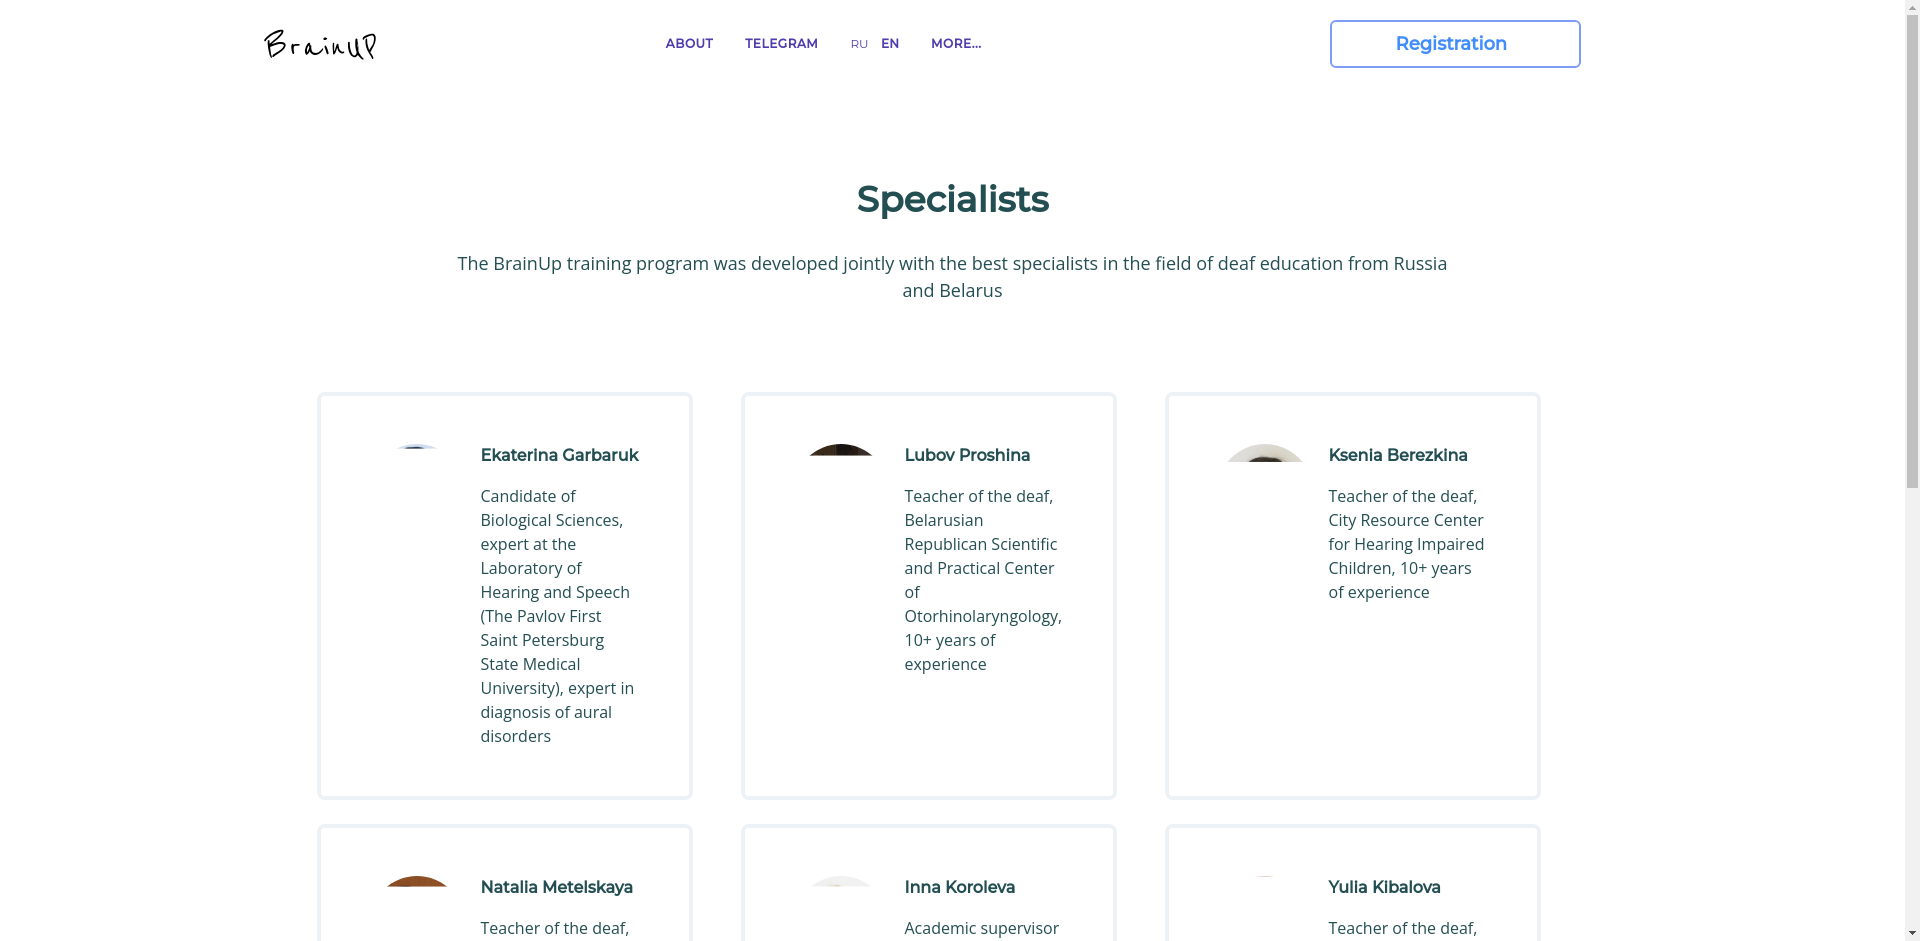 BrainUP
ABOUT
TELEGRAM
RU
EN
MORE...
Registration
Specialists
The BrainUp training program was developed jointly with the best specialists in the field of deaf education from Russia
and Belarus
Ekaterina Garbaruk
Candidate of
Biological Sciences,
expert at the
Laboratory of
Hearing and Speech
(The Pavlov First
Saint Petersburg
State Medical
University), expert in
diagnosis of aural
disorders
Lubov Proshina
Teacher of the deaf,
Belarusian
Republican Scientific
and Practical Center
of
Otorhinolaryngology,
10+ years of
experience
Ksenia Berezkina
Teacher of the deaf,
City Resource Center
for Hearing Impaired
Children, 10+ years
of experience
Natalia Metelskaya
Teacher of the deaf,
Inna Koroleva
Academic supervisor
Yulia Kibalova
Teacher of the deaf,